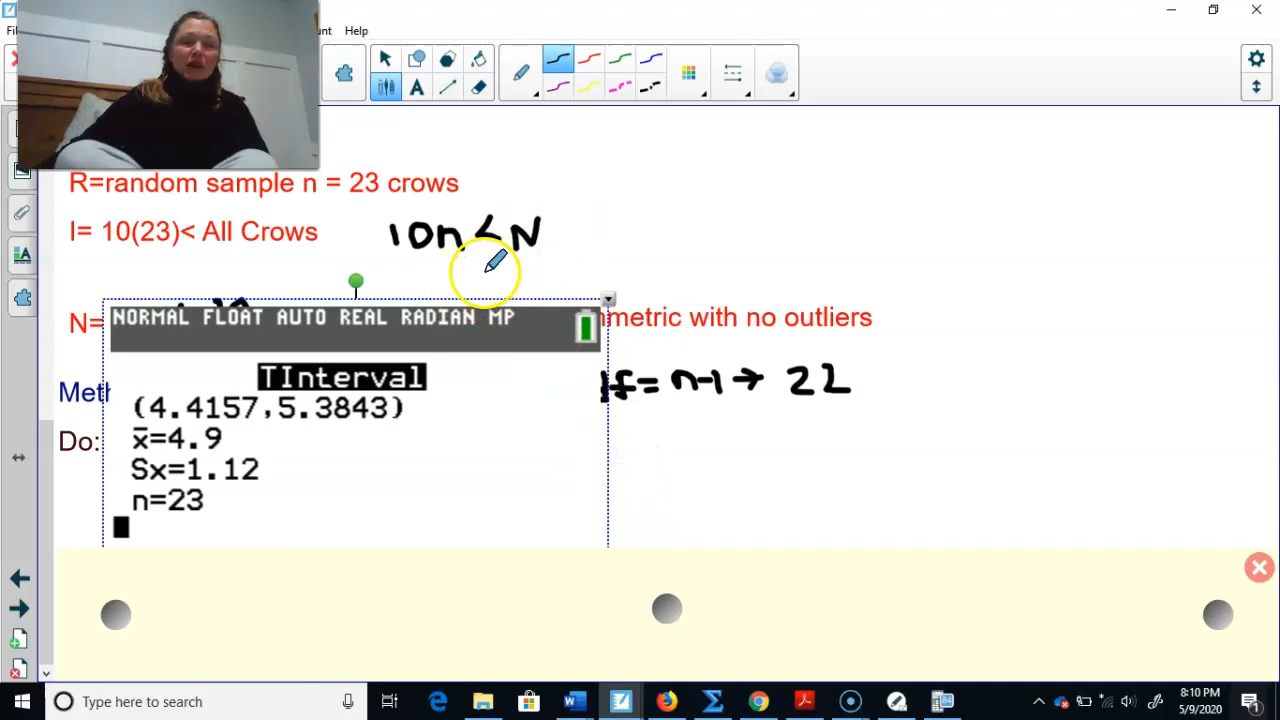 Help
R=random sample n = 23 crows
I= 10(23)< All Crows
10n < N
N=
mmetric with no outliers
NORMAL FLOAT AUTO REAL RADIAN MP
TInterval
(4.4157,5.3843)
x̄=4.9
Sx=1.12
n=23
Meth
df= n-1→ 22
Do:
Type here to search
8:10 PM
5/9/2020